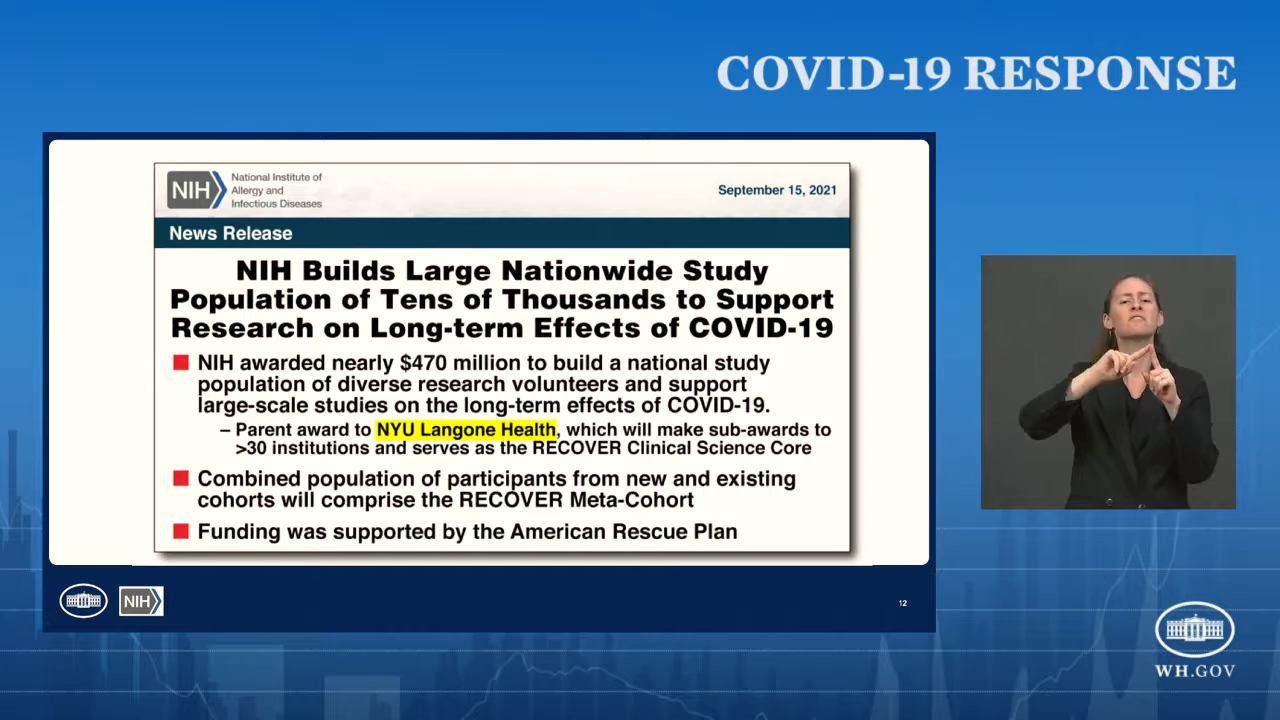 COVID-19 RESPONSE
NIH
National Institute of
Allergy and
Infectious Diseases
September 15, 2021
News Release
NIH Builds Large Nationwide Study
Population of Tens of Thousands to Support
Research on Long-term Effects of COVID-19
NIH awarded nearly $470 million to build a national study
population of diverse research volunteers and support
large-scale studies on the long-term effects of COVID-19.
– Parent award to NYU Langone Health, which will make sub-awards to
>30 institutions and serves as the RECOVER Clinical Science Core
Combined population of participants from new and existing
cohorts will comprise the RECOVER Meta-Cohort
Funding was supported by the American Rescue Plan
NIH
12
WH.GOV